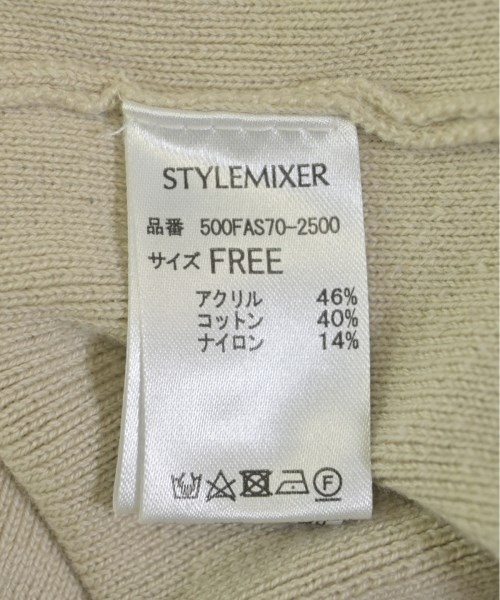 STYLEMIXER
品番 500FAS70-2500
サイズ FREE
アクリル 46%
コットン 40%
ナイロン 14%
F